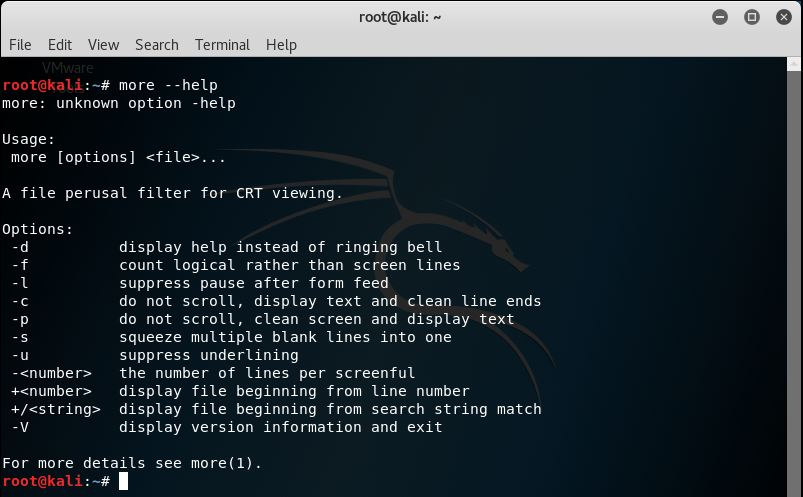 root@kali: ~
File Edit View Search Terminal Help
VMware
root@kali:~# more --help
more: unknown option -help
Usage:
 more [options] <file>...
A file perusal filter for CRT viewing.
Options:
 -d          display help instead of ringing bell
 -f          count logical rather than screen lines
 -l          suppress pause after form feed
 -c          do not scroll, display text and clean line ends
 -p          do not scroll, clean screen and display text
 -s          squeeze multiple blank lines into one
 -u          suppress underlining
 -<number>   the number of lines per screenful
 +<number>   display file beginning from line number
 +/<string>  display file beginning from search string match
 -V          display version information and exit
For more details see more(1).
root@kali:~#